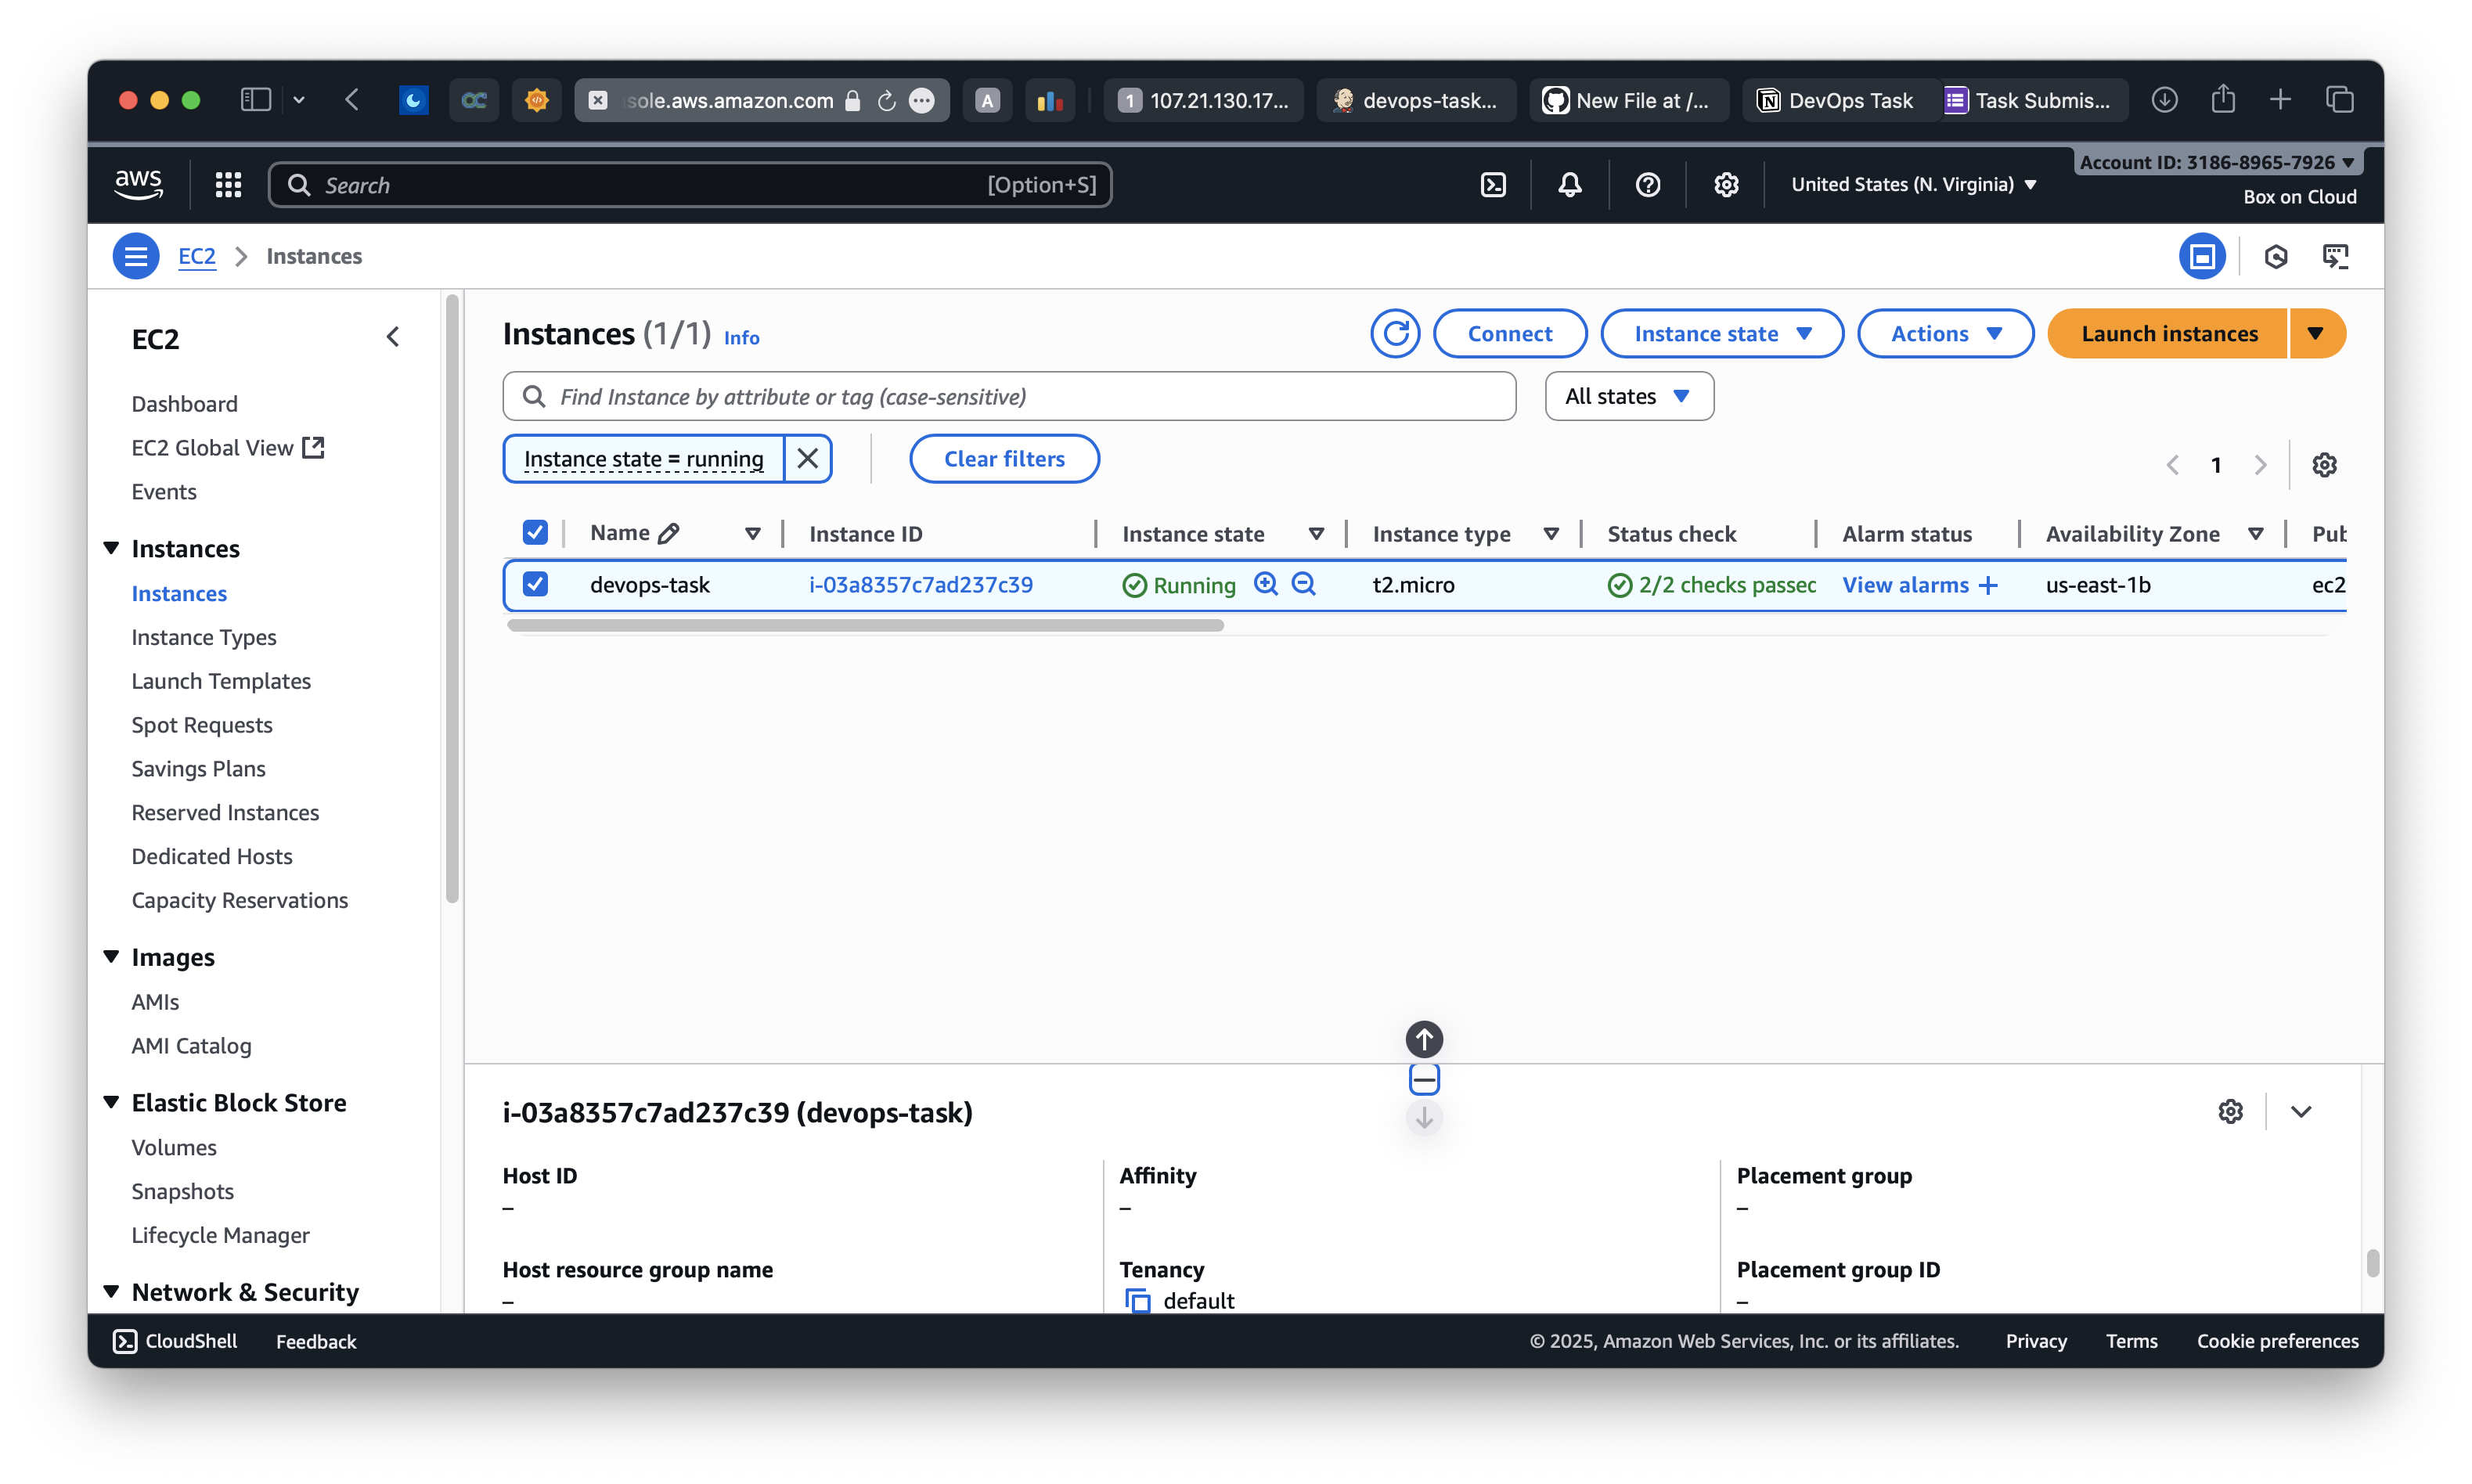 sole.aws.amazon.com
A
1 107.21.130.17...
devops-task...
New File at /...
DevOps Task
Task Submis...
aws
Search
[Option+S]
United States (N. Virginia)
Account ID: 3186-8965-7926
Box on Cloud
EC2
Instances
EC2
Dashboard
EC2 Global View
Events
Instances
Instances
Instance Types
Launch Templates
Spot Requests
Savings Plans
Reserved Instances
Dedicated Hosts
Capacity Reservations
Images
AMIs
AMI Catalog
Elastic Block Store
Volumes
Snapshots
Lifecycle Manager
Network & Security
Instances (1/1) Info
Connect
Instance state
Actions
Launch instances
Find Instance by attribute or tag (case-sensitive)
All states
Instance state = running
Clear filters
1
Name
Instance ID
Instance state
Instance type
Status check
Alarm status
Availability Zone
Pub
devops-task
i-03a8357c7ad237c39
Running
t2.micro
2/2 checks passec
View alarms
us-east-1b
ec2
i-03a8357c7ad237c39 (devops-task)
Host ID
–
Affinity
–
Placement group
–
Host resource group name
–
Tenancy
default
Placement group ID
–
CloudShell
Feedback
© 2025, Amazon Web Services, Inc. or its affiliates.
Privacy
Terms
Cookie preferences